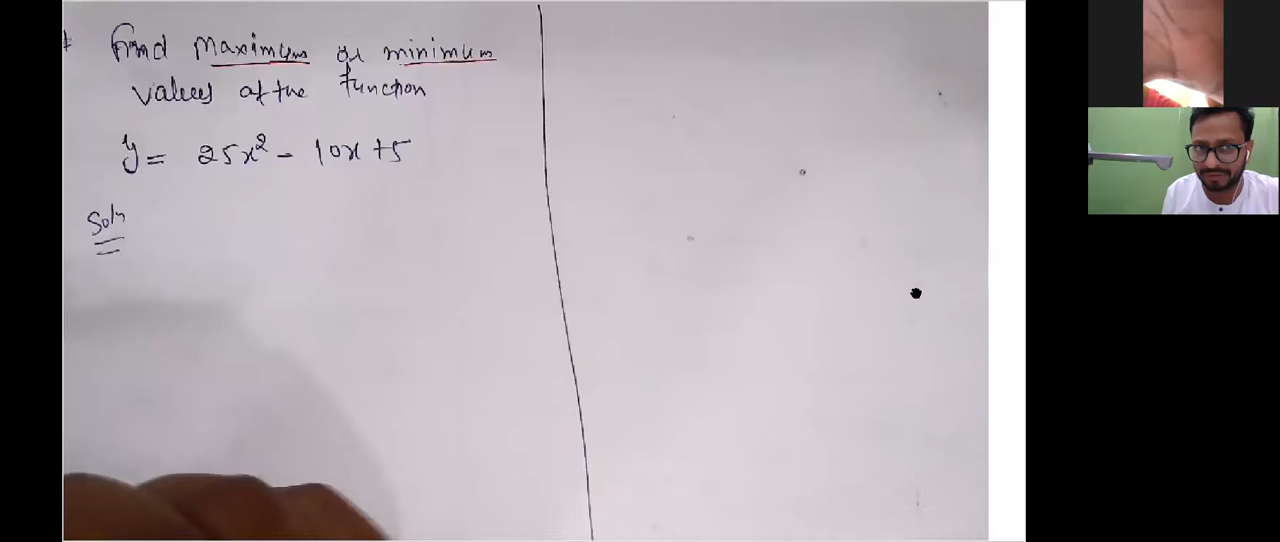 Find Maximum or minimum
values of the function
y = 25x² - 10x + 5
Soln